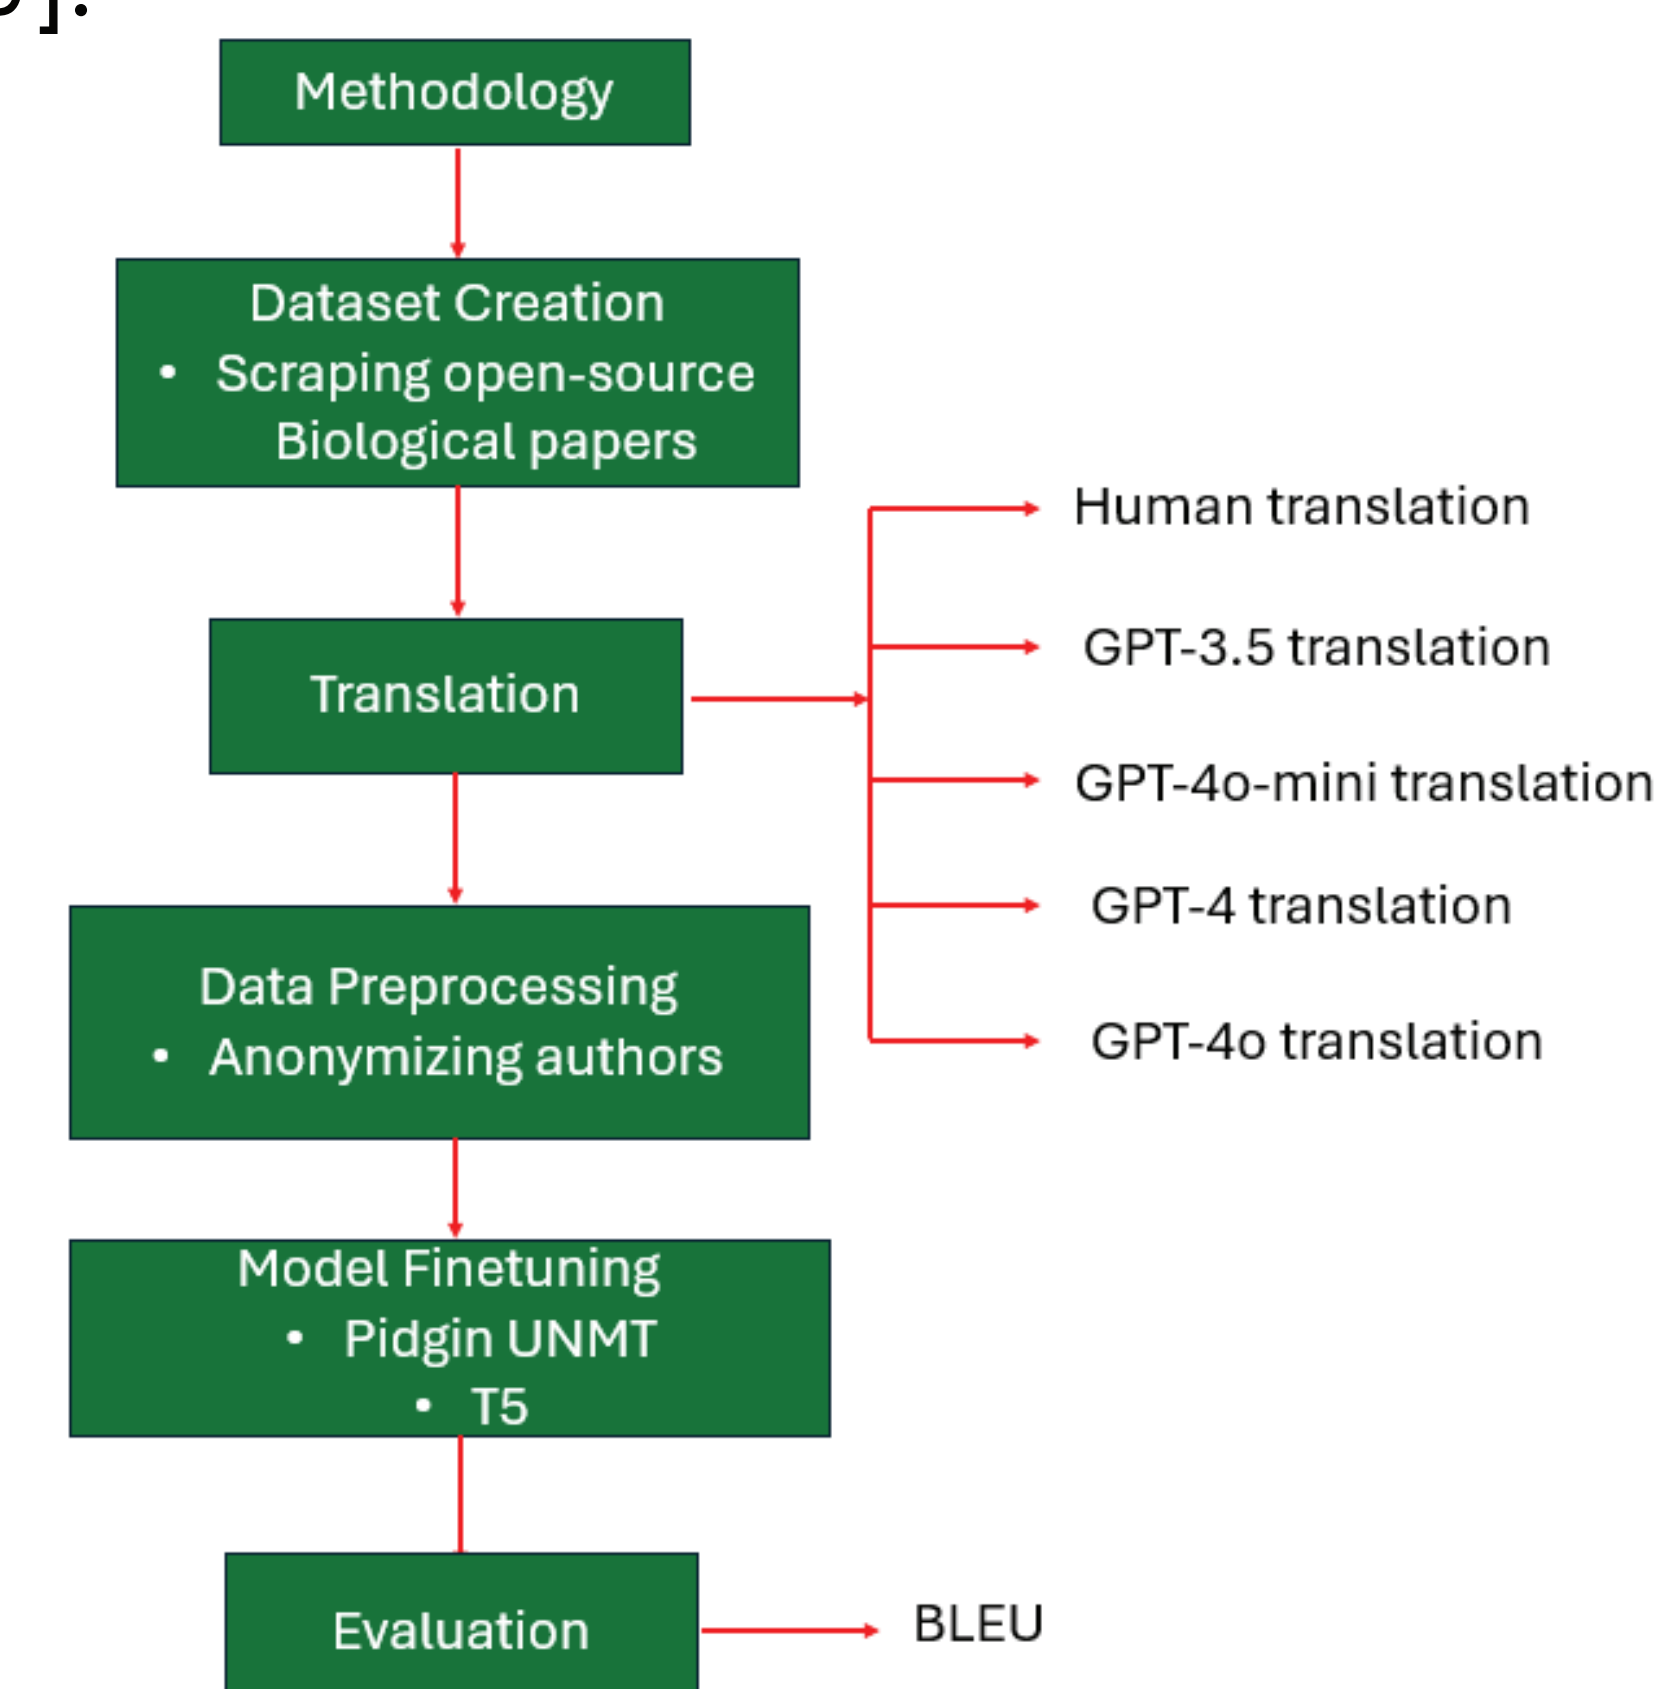 ].
Methodology
Dataset Creation
• Scraping open-source
Biological papers
Human translation
GPT-3.5 translation
Translation
GPT-4o-mini translation
GPT-4 translation
Data Preprocessing
• Anonymizing authors
GPT-4o translation
Model Finetuning
• Pidgin UNMT
• T5
Evaluation
BLEU